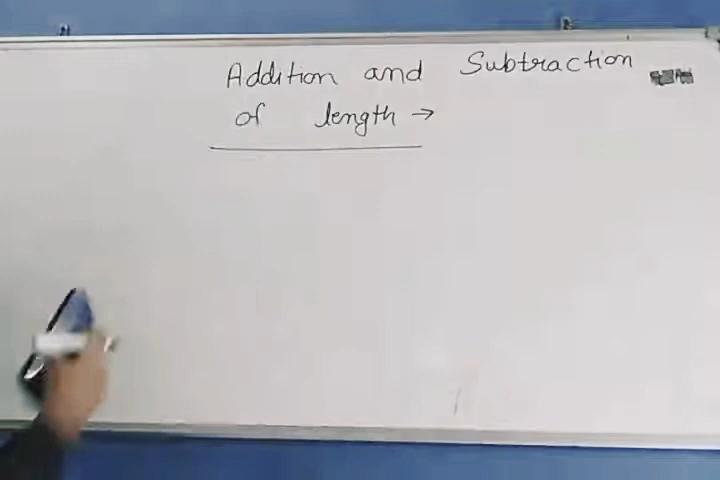 Addition and Subtraction
of length →